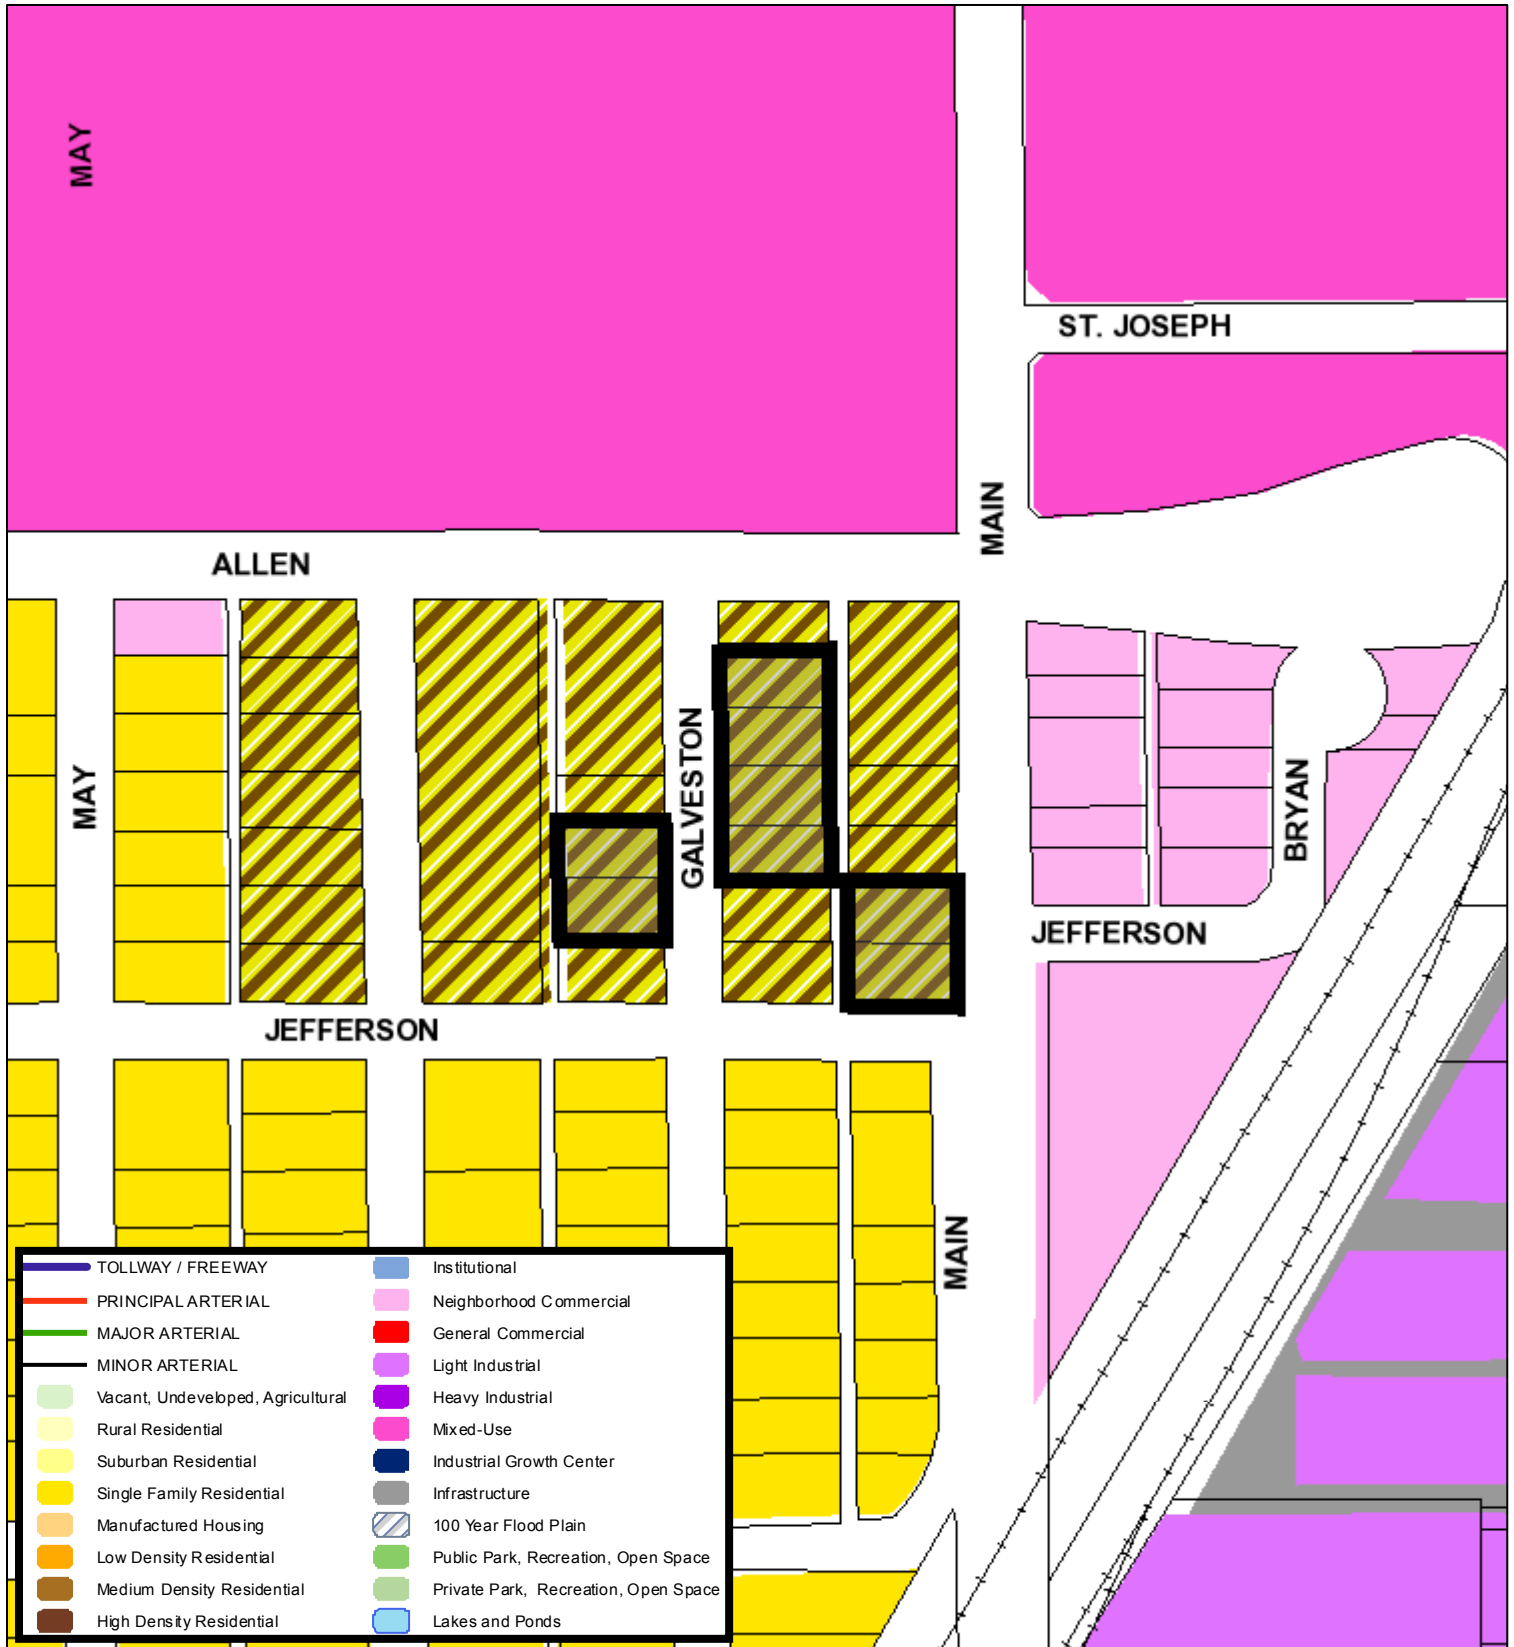 MAY
ST. JOSEPH
MAIN
ALLEN
MAY
GALVESTON
BRYAN
JEFFERSON
JEFFERSON
MAIN
TOLLWAY / FREEWAY
PRINCIPAL ARTERIAL
MAJOR ARTERIAL
MINOR ARTERIAL
Vacant, Undeveloped, Agricultural
Rural Residential
Suburban Residential
Single Family Residential
Manufactured Housing
Low Density Residential
Medium Density Residential
High Density Residential
Institutional
Neighborhood Commercial
General Commercial
Light Industrial
Heavy Industrial
Mixed-Use
Industrial Growth Center
Infrastructure
100 Year Flood Plain
Public Park, Recreation, Open Space
Private Park, Recreation, Open Space
Lakes and Ponds